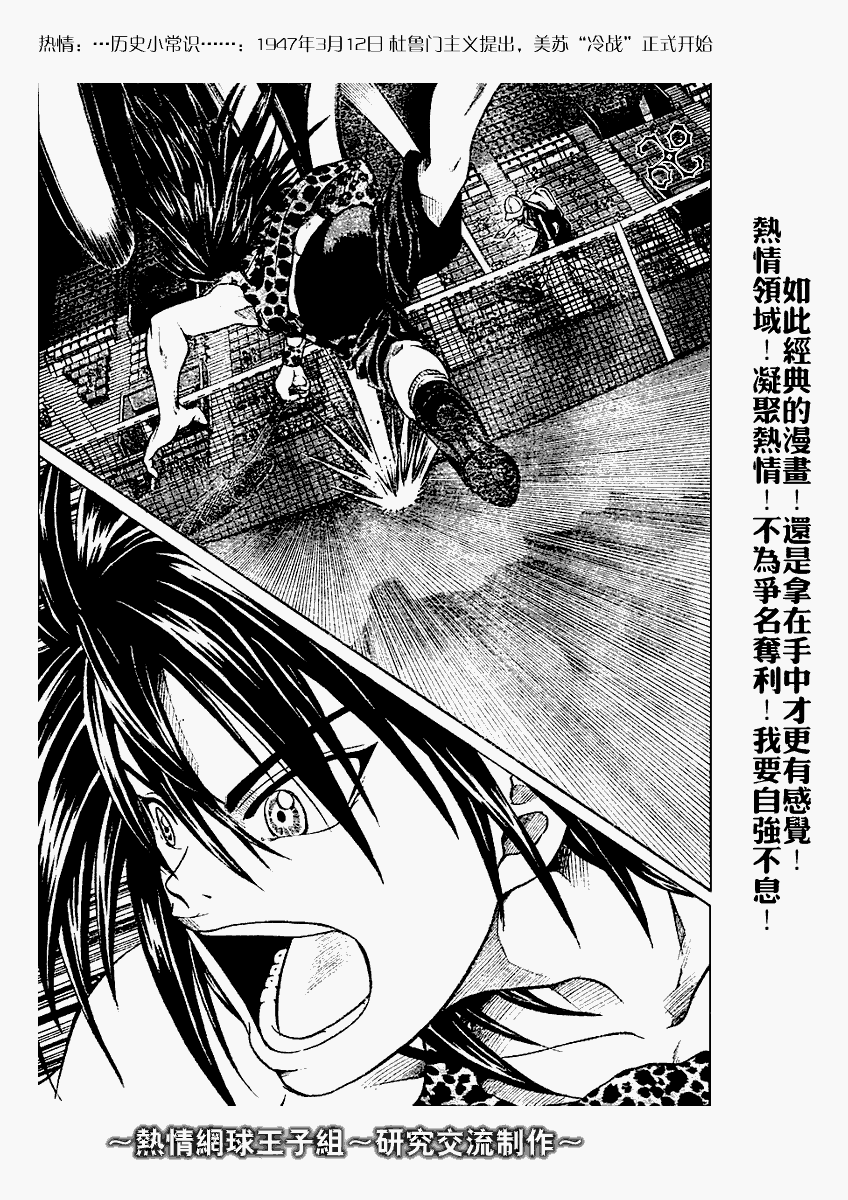 热情：…历史小常识……：1947年3月12日 杜鲁门主义提出，美苏“冷战”正式开始
如此經典的漫畫！還是拿在手中才更有感覺！
熱情領域！凝聚熱情！不為爭名奪利！我要自強不息！
～熱情網球王子組～研究交流制作～